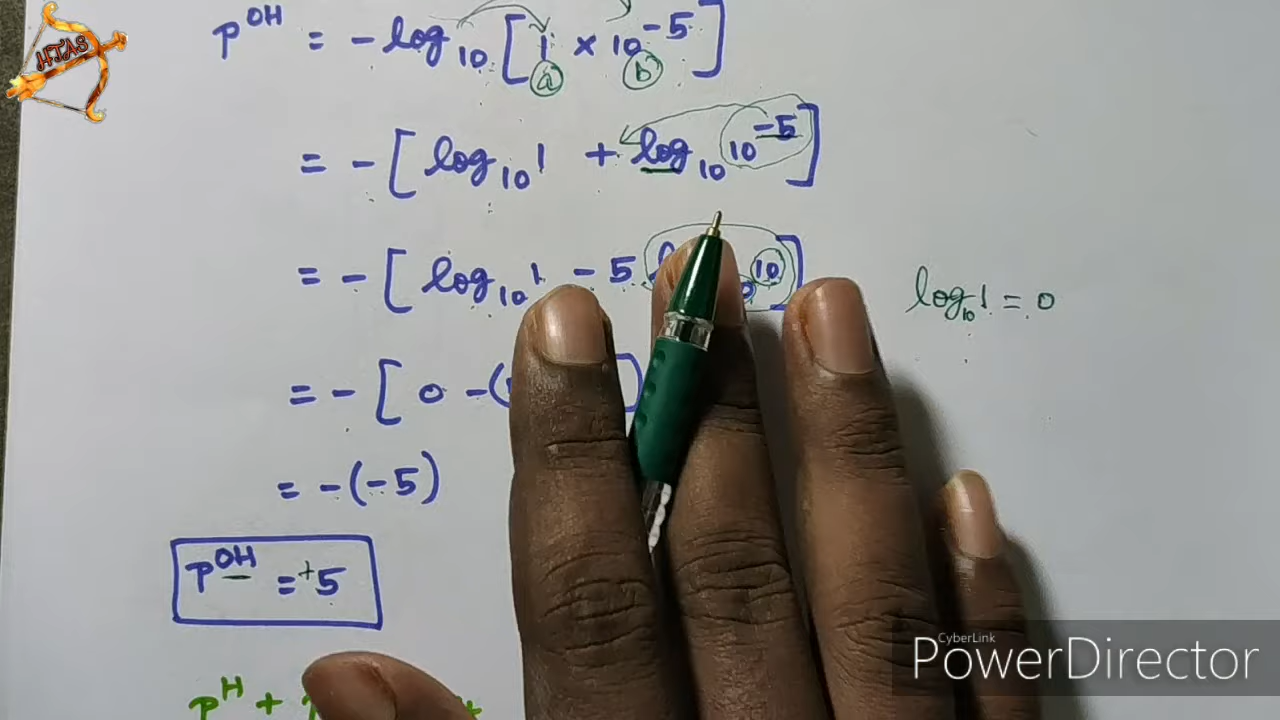 HTAS
pOH = - log10 [ 1 × 10^-5 ]
(a) (b)
= - [ log10 1 + log10 10^-5 ]
= - [ log10 1 - 5 10 ]
log10 1 = 0
= - [ 0 - (
= - (-5)
pOH = +5
pH +
CyberLink
PowerDirector